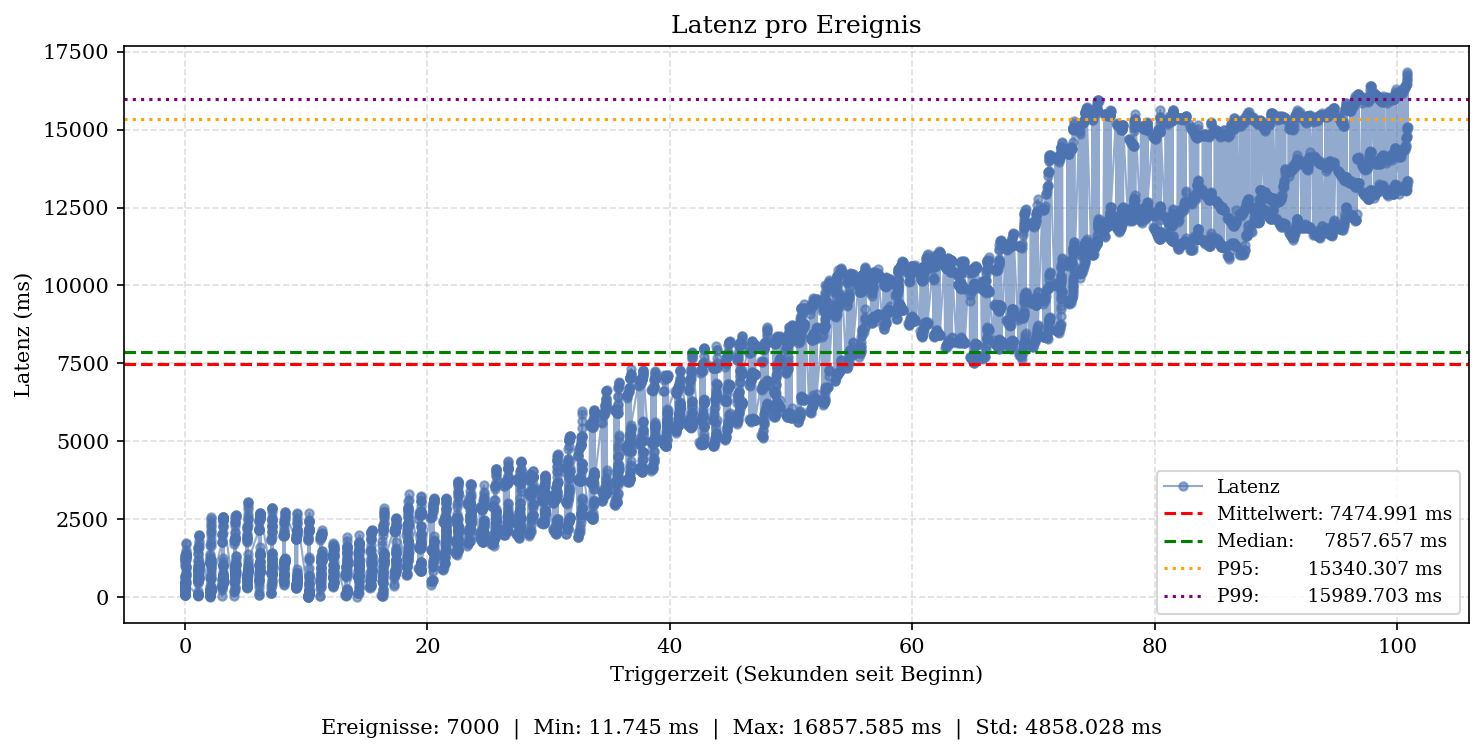 Latenz pro Ereignis
17500
15000
12500
10000
7500
5000
2500
0
Latenz (ms)
0 20 40 60 80 100
Triggerzeit (Sekunden seit Beginn)
Latenz
Mittelwert: 7474.991 ms
Median: 7857.657 ms
P95: 15340.307 ms
P99: 15989.703 ms
Ereignisse: 7000 | Min: 11.745 ms | Max: 16857.585 ms | Std: 4858.028 ms